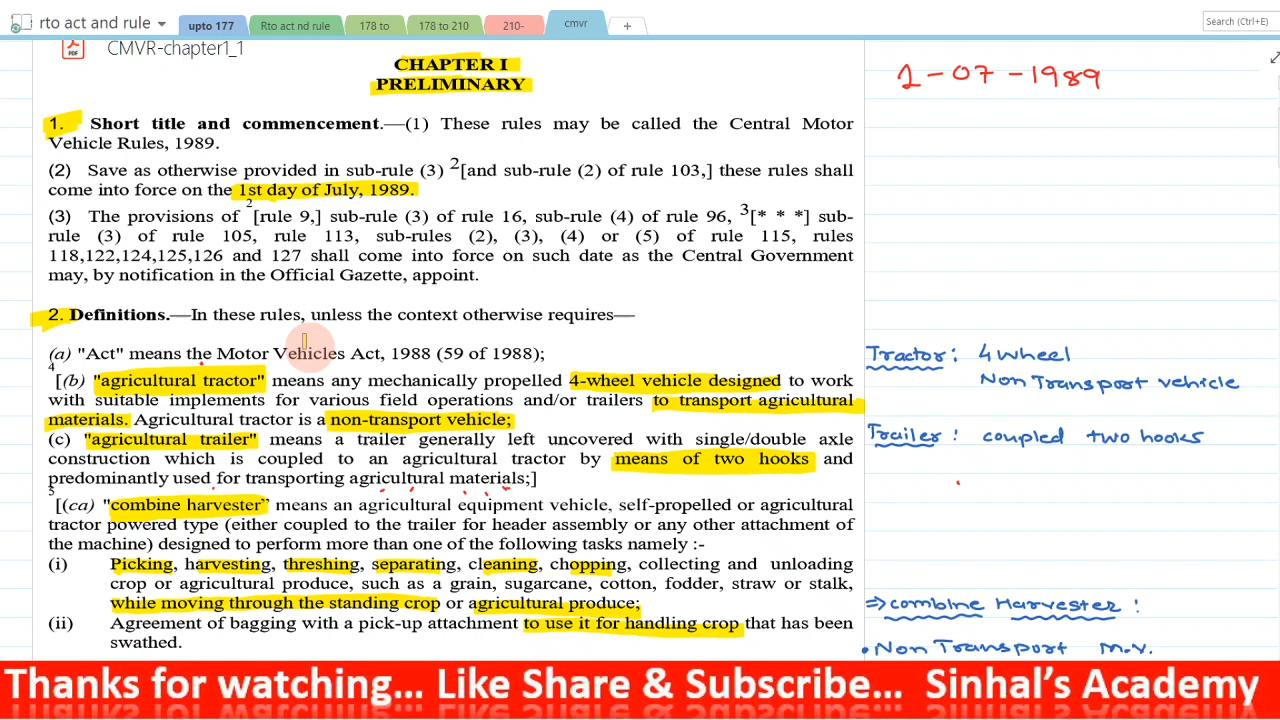 rto act and rule
upto 177
Rto act nd rule
178 to
178 to 210
210-
cmvr
+
Search (Ctrl+E)
PDF
CMVR-chapter1_1
CHAPTER I
PRELIMINARY
1 - 07 - 1989
1. Short title and commencement.—(1) These rules may be called the Central Motor
Vehicle Rules, 1989.
(2) Save as otherwise provided in sub-rule (3) 2[and sub-rule (2) of rule 103,] these rules shall
come into force on the 1st day of July, 1989.
(3) The provisions of 2[rule 9,] sub-rule (3) of rule 16, sub-rule (4) of rule 96, 3[* * *] sub-
rule (3) of rule 105, rule 113, sub-rules (2), (3), (4) or (5) of rule 115, rules
118,122,124,125,126 and 127 shall come into force on such date as the Central Government
may, by notification in the Official Gazette, appoint.
2. Definitions.—In these rules, unless the context otherwise requires—
(a) "Act" means the Motor Vehicles Act, 1988 (59 of 1988);
4[(b) "agricultural tractor" means any mechanically propelled 4-wheel vehicle designed to work
with suitable implements for various field operations and/or trailers to transport agricultural
materials. Agricultural tractor is a non-transport vehicle;
(c) "agricultural trailer" means a trailer generally left uncovered with single/double axle
construction which is coupled to an agricultural tractor by means of two hooks and
predominantly used for transporting agricultural materials;]
5[(ca) "combine harvester" means an agricultural equipment vehicle, self-propelled or agricultural
tractor powered type (either coupled to the trailer for header assembly or any other attachment of
the machine) designed to perform more than one of the following tasks namely :-
(i) Picking, harvesting, threshing, separating, cleaning, chopping, collecting and unloading
crop or agricultural produce, such as a grain, sugarcane, cotton, fodder, straw or stalk,
while moving through the standing crop or agricultural produce;
(ii) Agreement of bagging with a pick-up attachment to use it for handling crop that has been
swathed.
Tractor: 4 wheel
Non Transport vehicle
Trailer: coupled two hooks
⇒ combine Harvester :
• Non Transport M.V.
Thanks for watching... Like Share & Subscribe... Sinhal's Academy